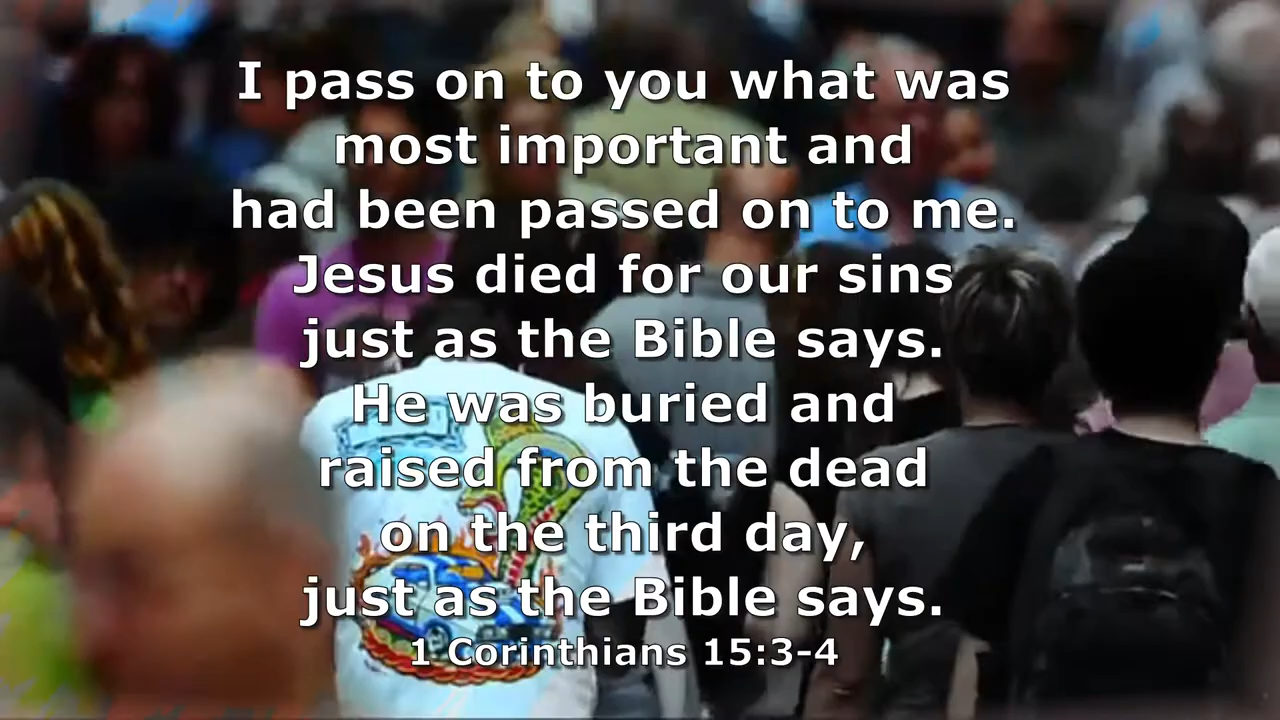 I pass on to you what was
most important and
had been passed on to me.
Jesus died for our sins
just as the Bible says.
He was buried and
raised from the dead
on the third day,
just as the Bible says.
1 Corinthians 15:3-4